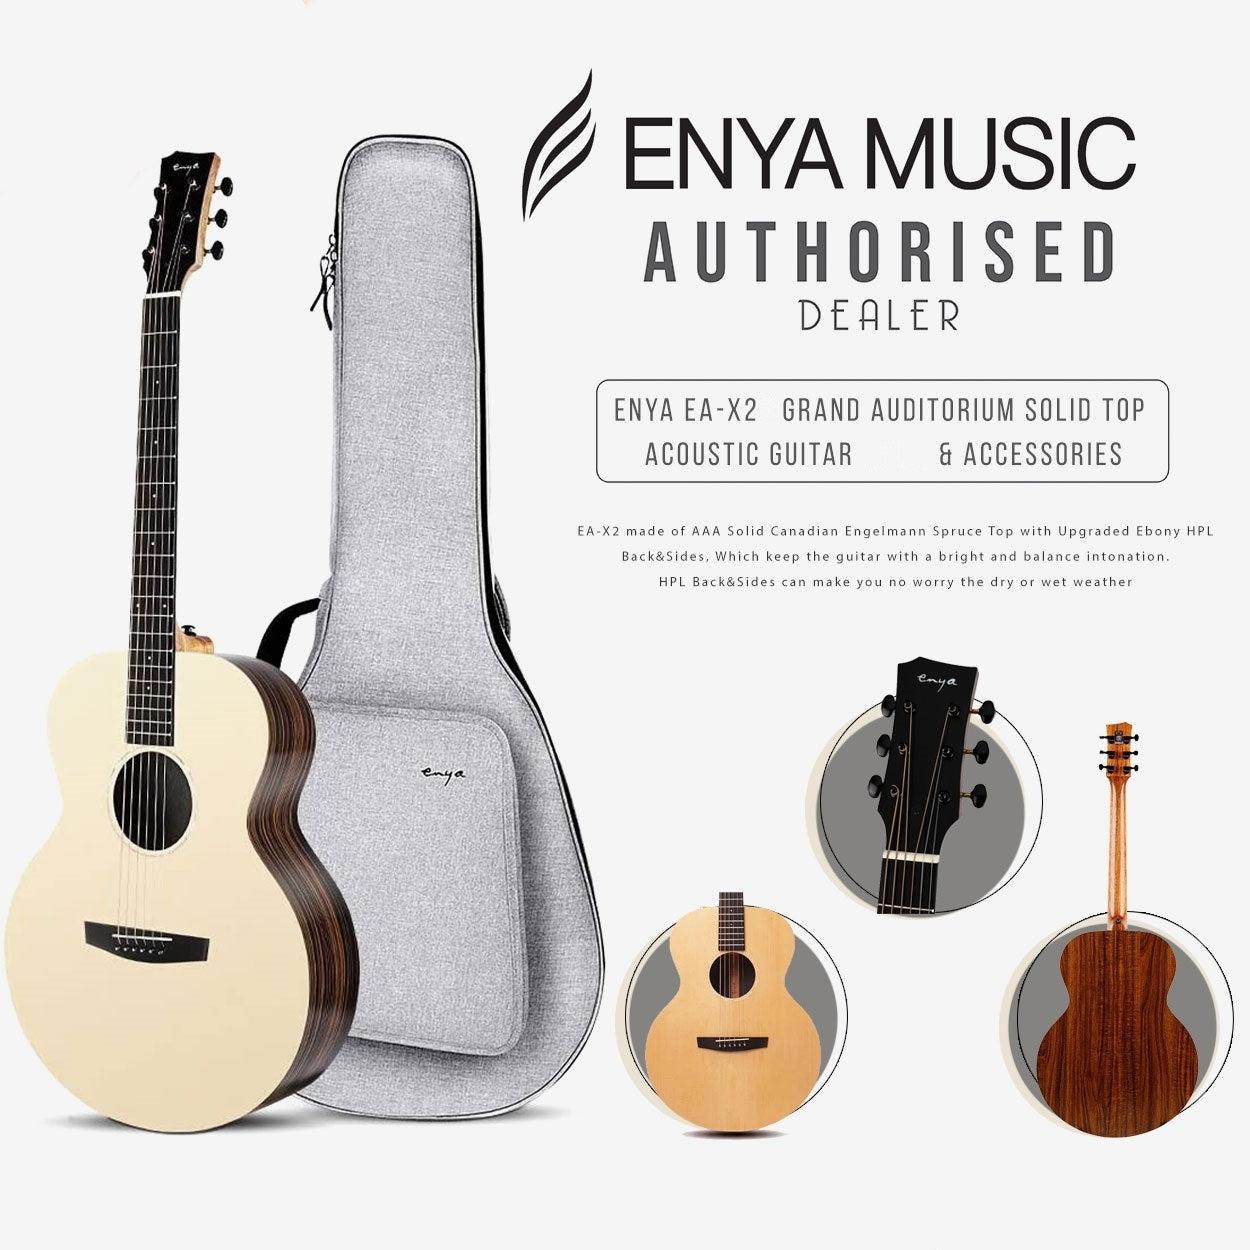 ENYA MUSIC
AUTHORISED
DEALER
ENYA EA-X2 GRAND AUDITORIUM SOLID TOP
ACOUSTIC GUITAR & ACCESSORIES
EA-X2 made of AAA Solid Canadian Engelmann Spruce Top with Upgraded Ebony HPL
Back&Sides, Which keep the guitar with a bright and balance intonation.
HPL Back&Sides can make you no worry the dry or wet weather
enya
enya
enya